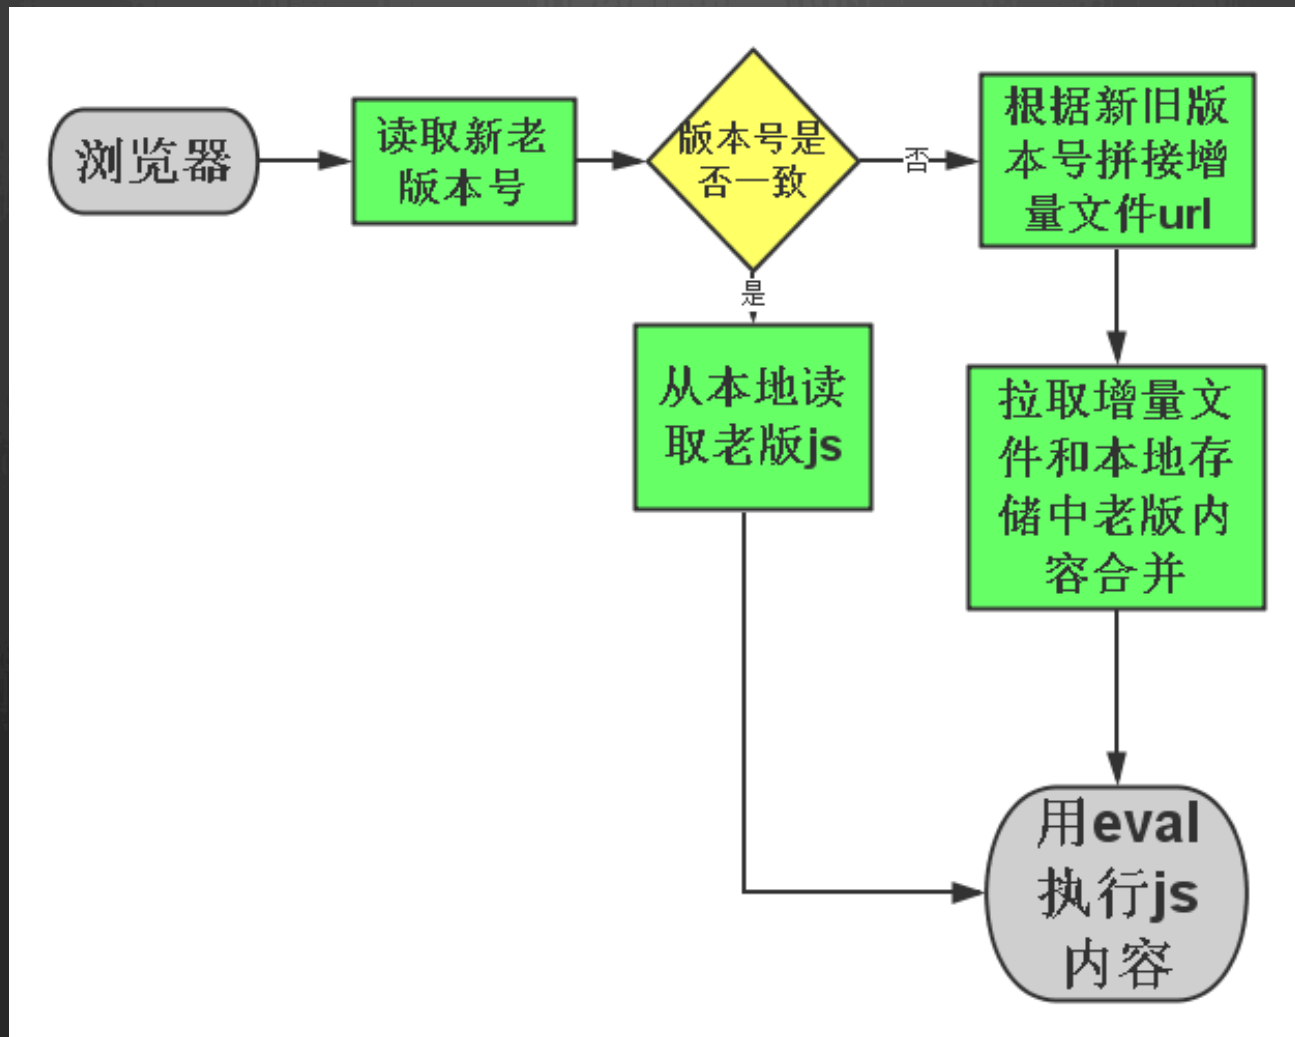 浏览器
读取新老
版本号
版本号是
否一致
否
根据新旧版
本号拼接增
量文件url
是
从本地读
取老版js
拉取增量文
件和本地存
储中老版内
容合并
用eval
执行js
内容